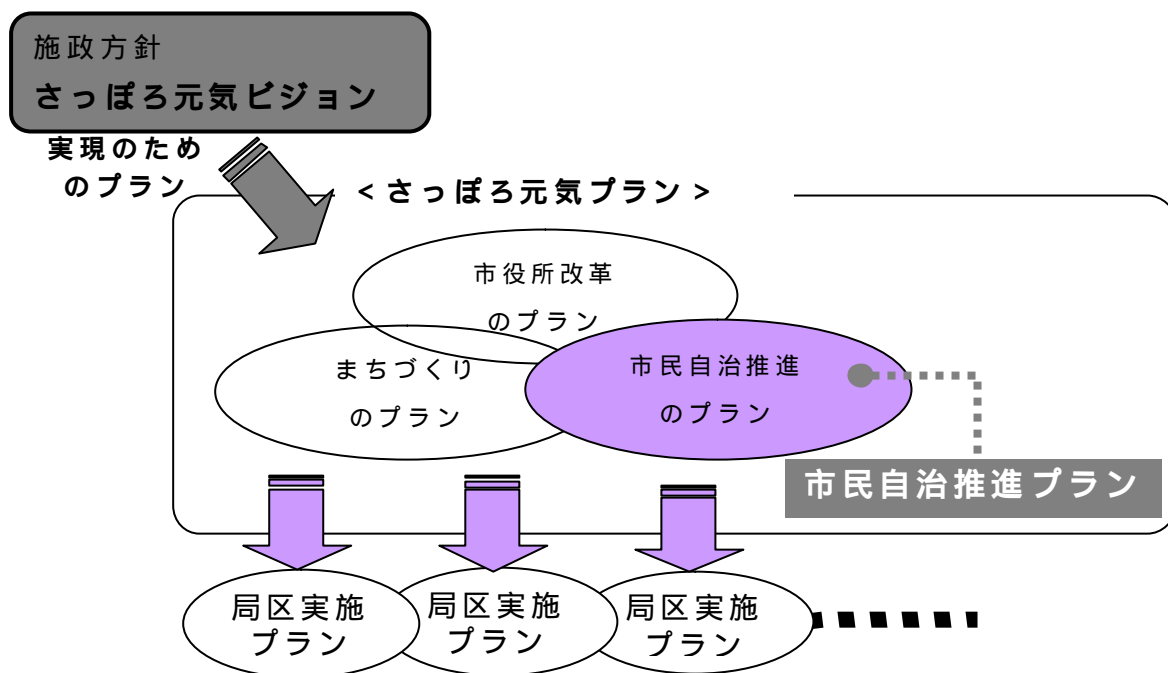 施政方針
さっぽろ元気ビジョン
実現のため
のプラン
<さっぽろ元気プラン>
市役所改革
のプラン
まちづくり
のプラン
市民自治推進
のプラン
市民自治推進プラン
局区実施
プラン
局区実施
プラン
局区実施
プラン